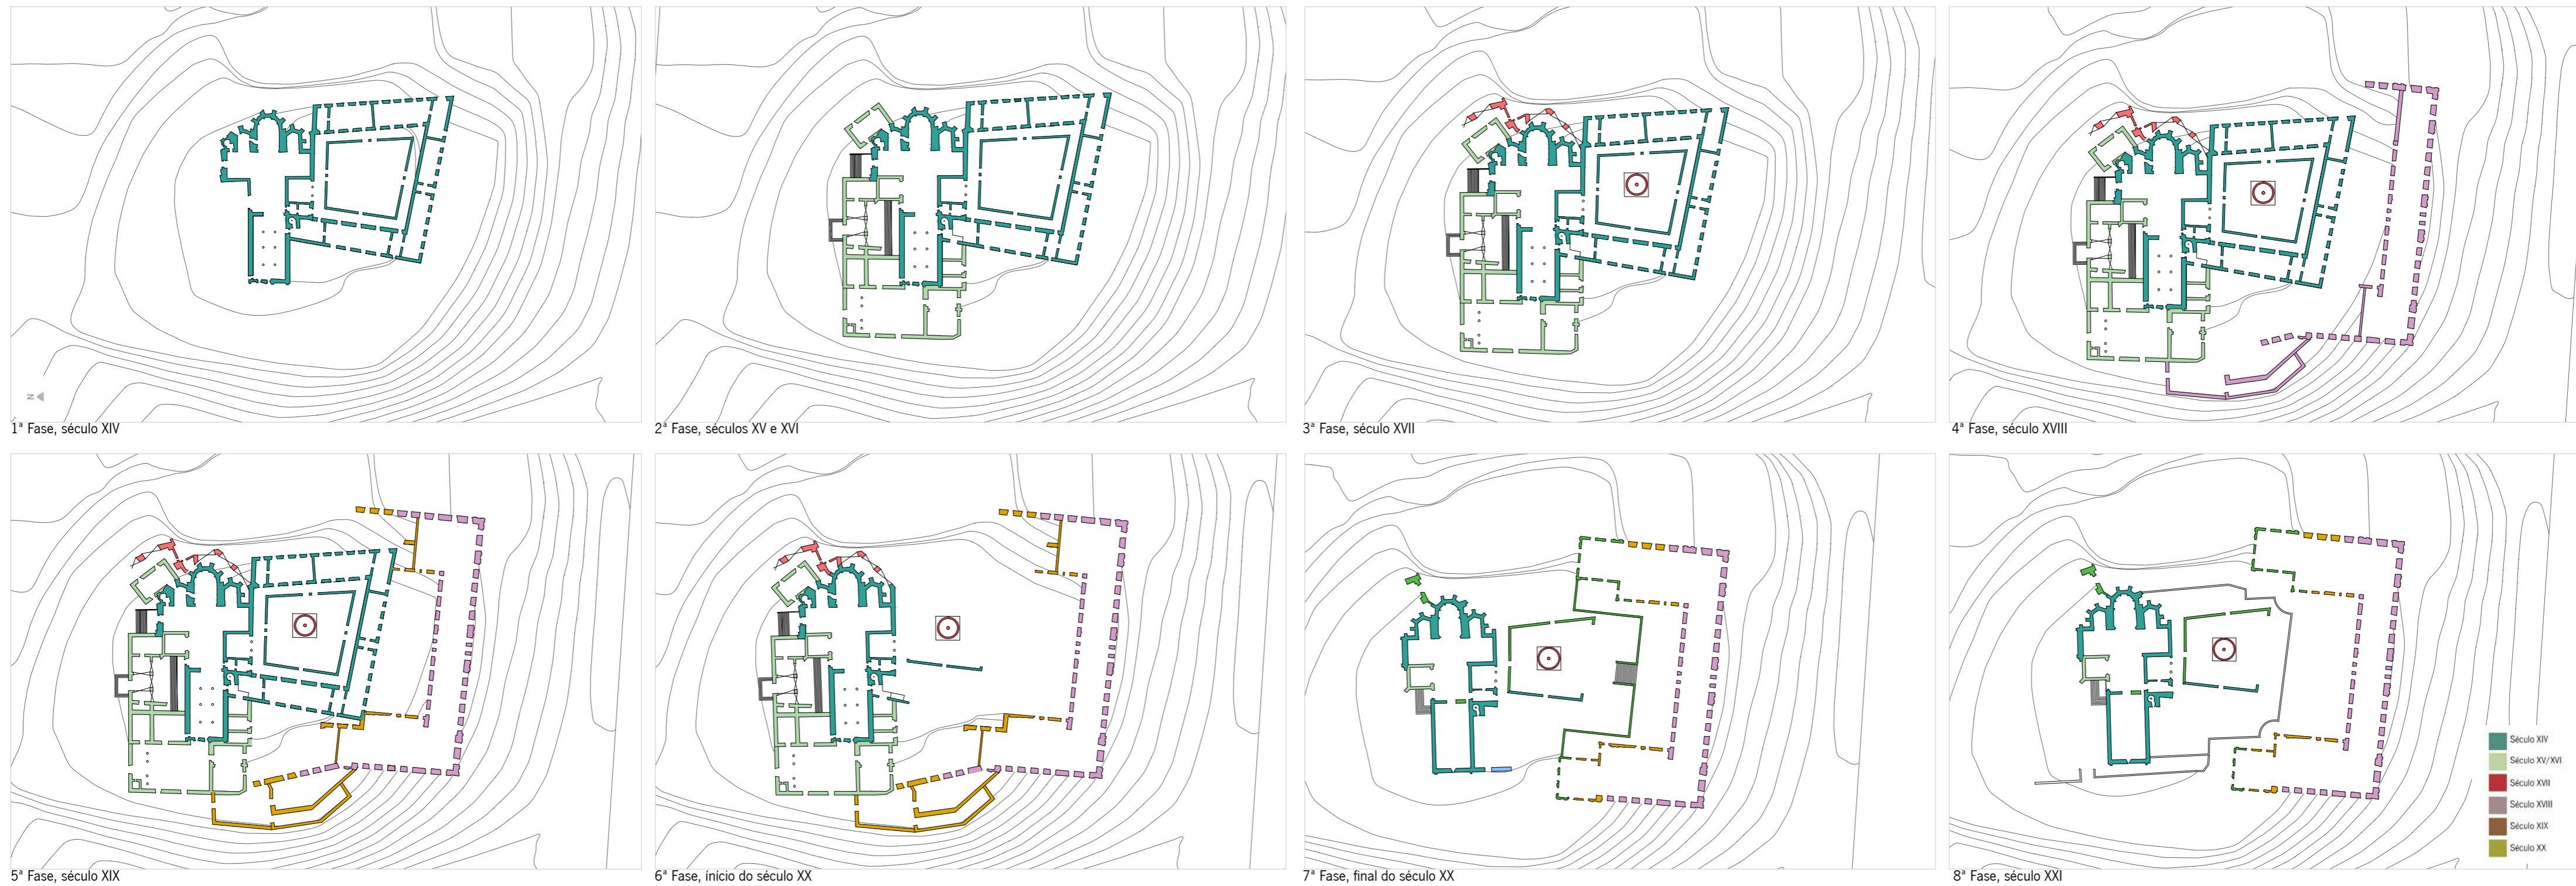 N
1ª Fase, século XIV
2ª Fase, séculos XV e XVI
3ª Fase, século XVII
4ª Fase, século XVIII
5ª Fase, século XIX
6ª Fase, início do século XX
7ª Fase, final do século XX
8ª Fase, século XXI
Século XIV
Século XV/XVI
Século XVII
Século XVIII
Século XIX
Século XX